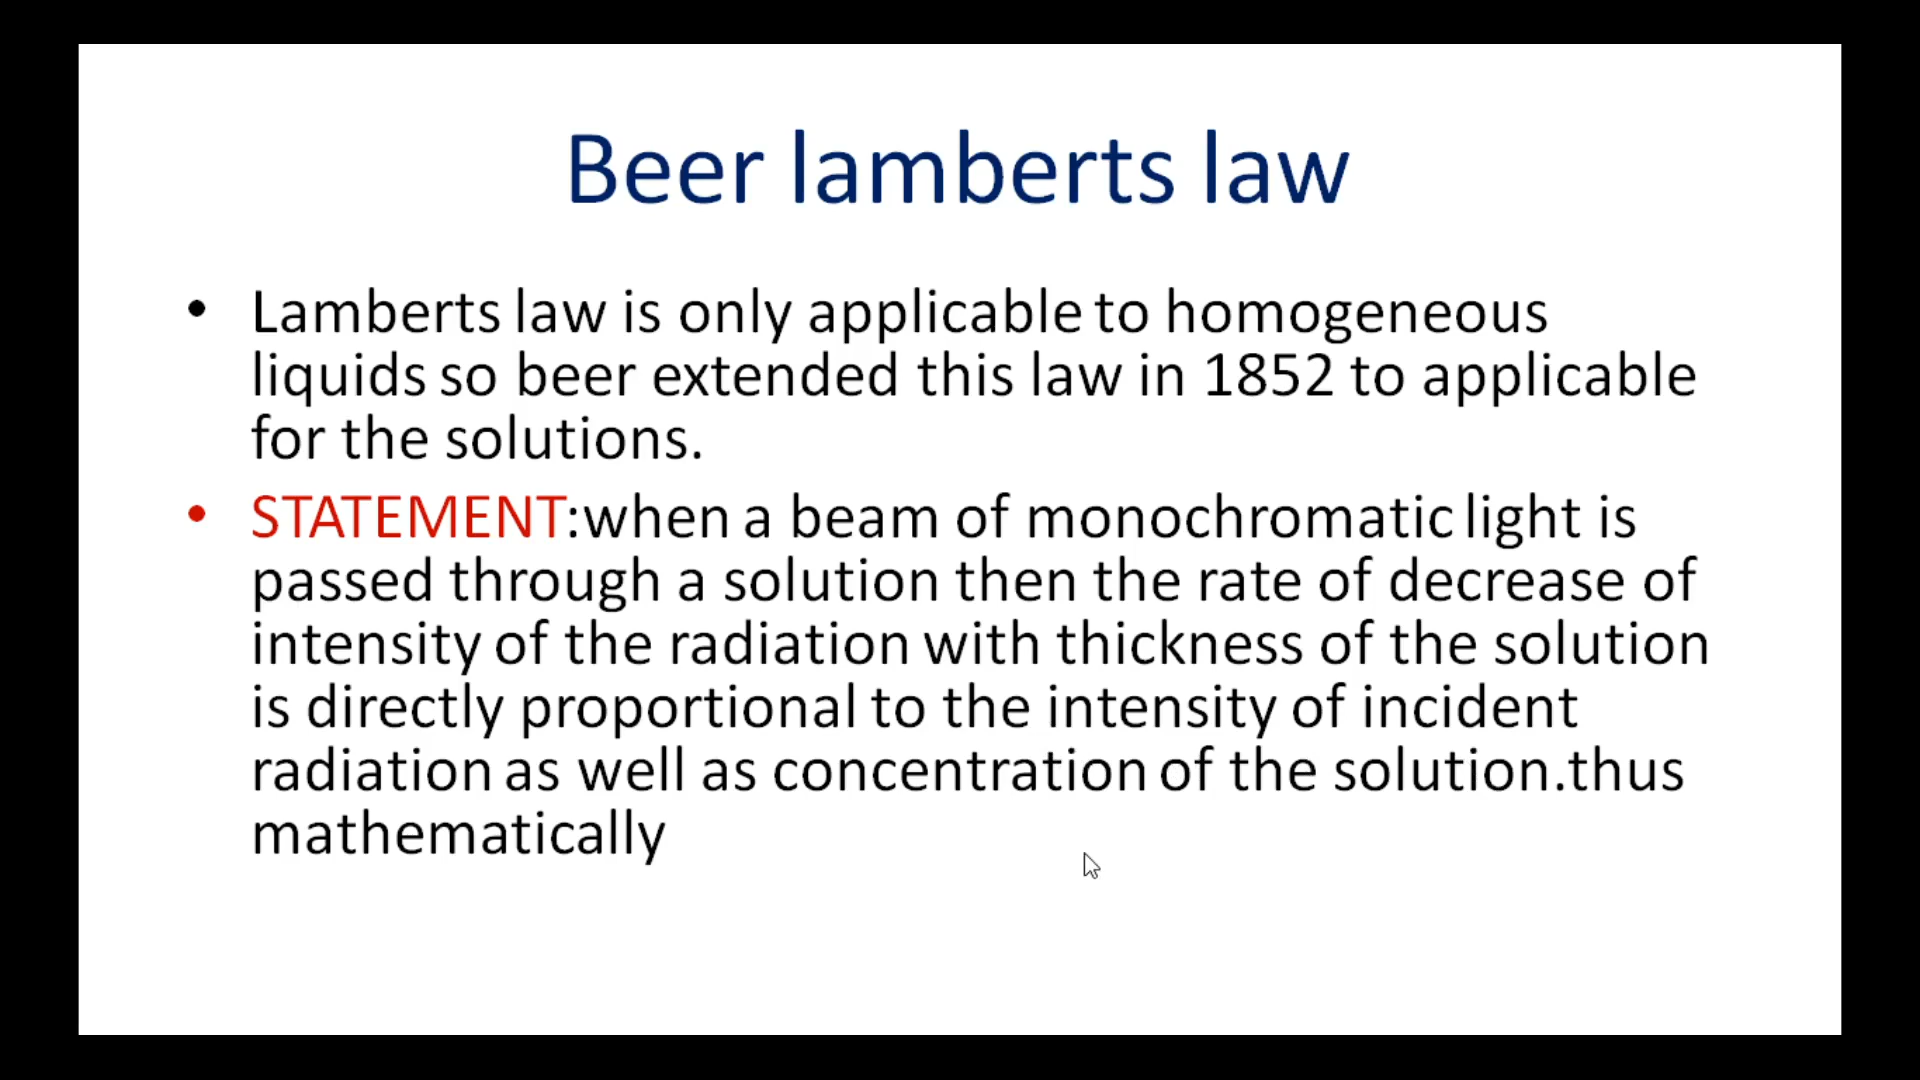 Beer lamberts law
• Lamberts law is only applicable to homogeneous
liquids so beer extended this law in 1852 to applicable
for the solutions.
• STATEMENT:when a beam of monochromatic light is
passed through a solution then the rate of decrease of
intensity of the radiation with thickness of the solution
is directly proportional to the intensity of incident
radiation as well as concentration of the solution.thus
mathematically